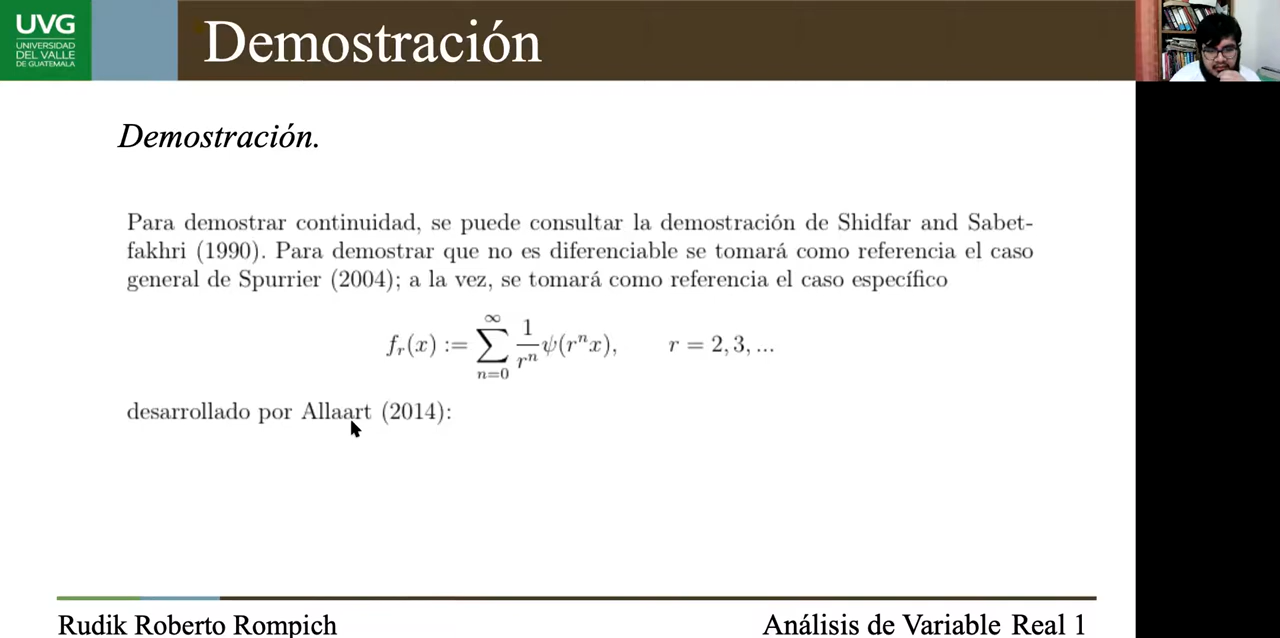 UVG
UNIVERSIDAD
DEL VALLE
DE GUATEMALA
Demostración
Demostración.
Para demostrar continuidad, se puede consultar la demostración de Shidfar and Sabet-
fakhri (1990). Para demostrar que no es diferenciable se tomará como referencia el caso
general de Spurrier (2004); a la vez, se tomará como referencia el caso específico
f_r(x) := \sum_{n=0}^{∞} \frac{1}{r^n} ψ(r^n x), r = 2, 3, ...
desarrollado por Allaart (2014):
Rudik Roberto Rompich
Análisis de Variable Real 1